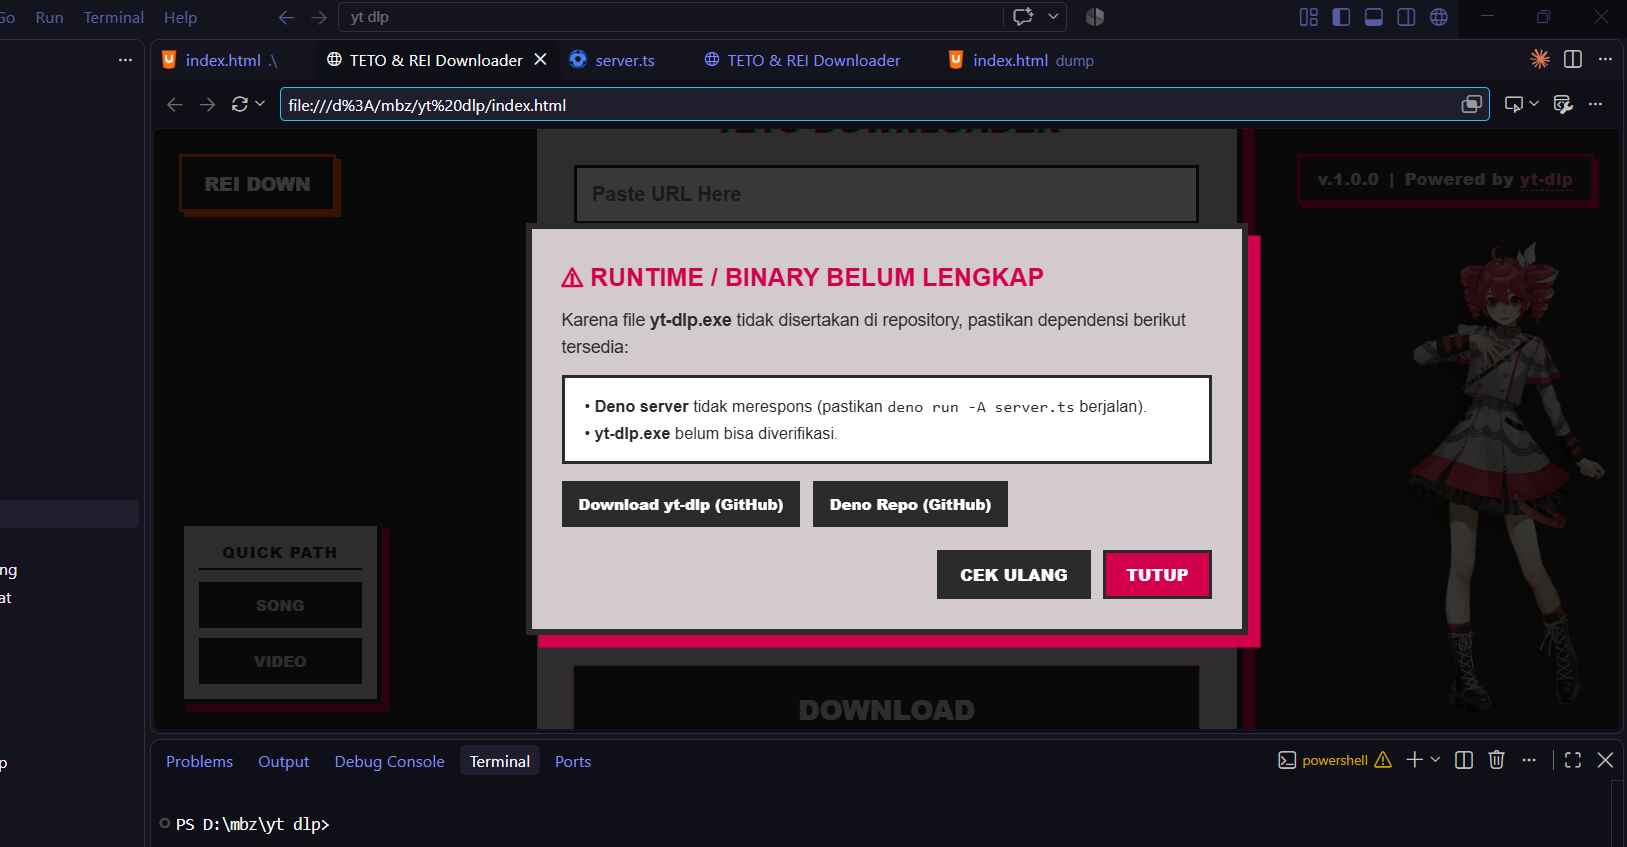 Go Run Terminal Help
yt dlp
index.html .\
TETO & REI Downloader
server.ts
TETO & REI Downloader
index.html dump
file:///d%3A/mbz/yt%20dlp/index.html
TETO DOWNLOADER
REI DOWN
Paste URL Here
v.1.0.0 | Powered by yt-dlp
⚠ RUNTIME / BINARY BELUM LENGKAP
Karena file yt-dlp.exe tidak disertakan di repository, pastikan dependensi berikut
tersedia:
• Deno server tidak merespons (pastikan deno run -A server.ts berjalan).
• yt-dlp.exe belum bisa diverifikasi.
Download yt-dlp (GitHub)
Deno Repo (GitHub)
CEK ULANG
TUTUP
QUICK PATH
SONG
VIDEO
DOWNLOAD
ng
at
p
Problems Output Debug Console Terminal Ports
powershell
PS D:\mbz\yt dlp>